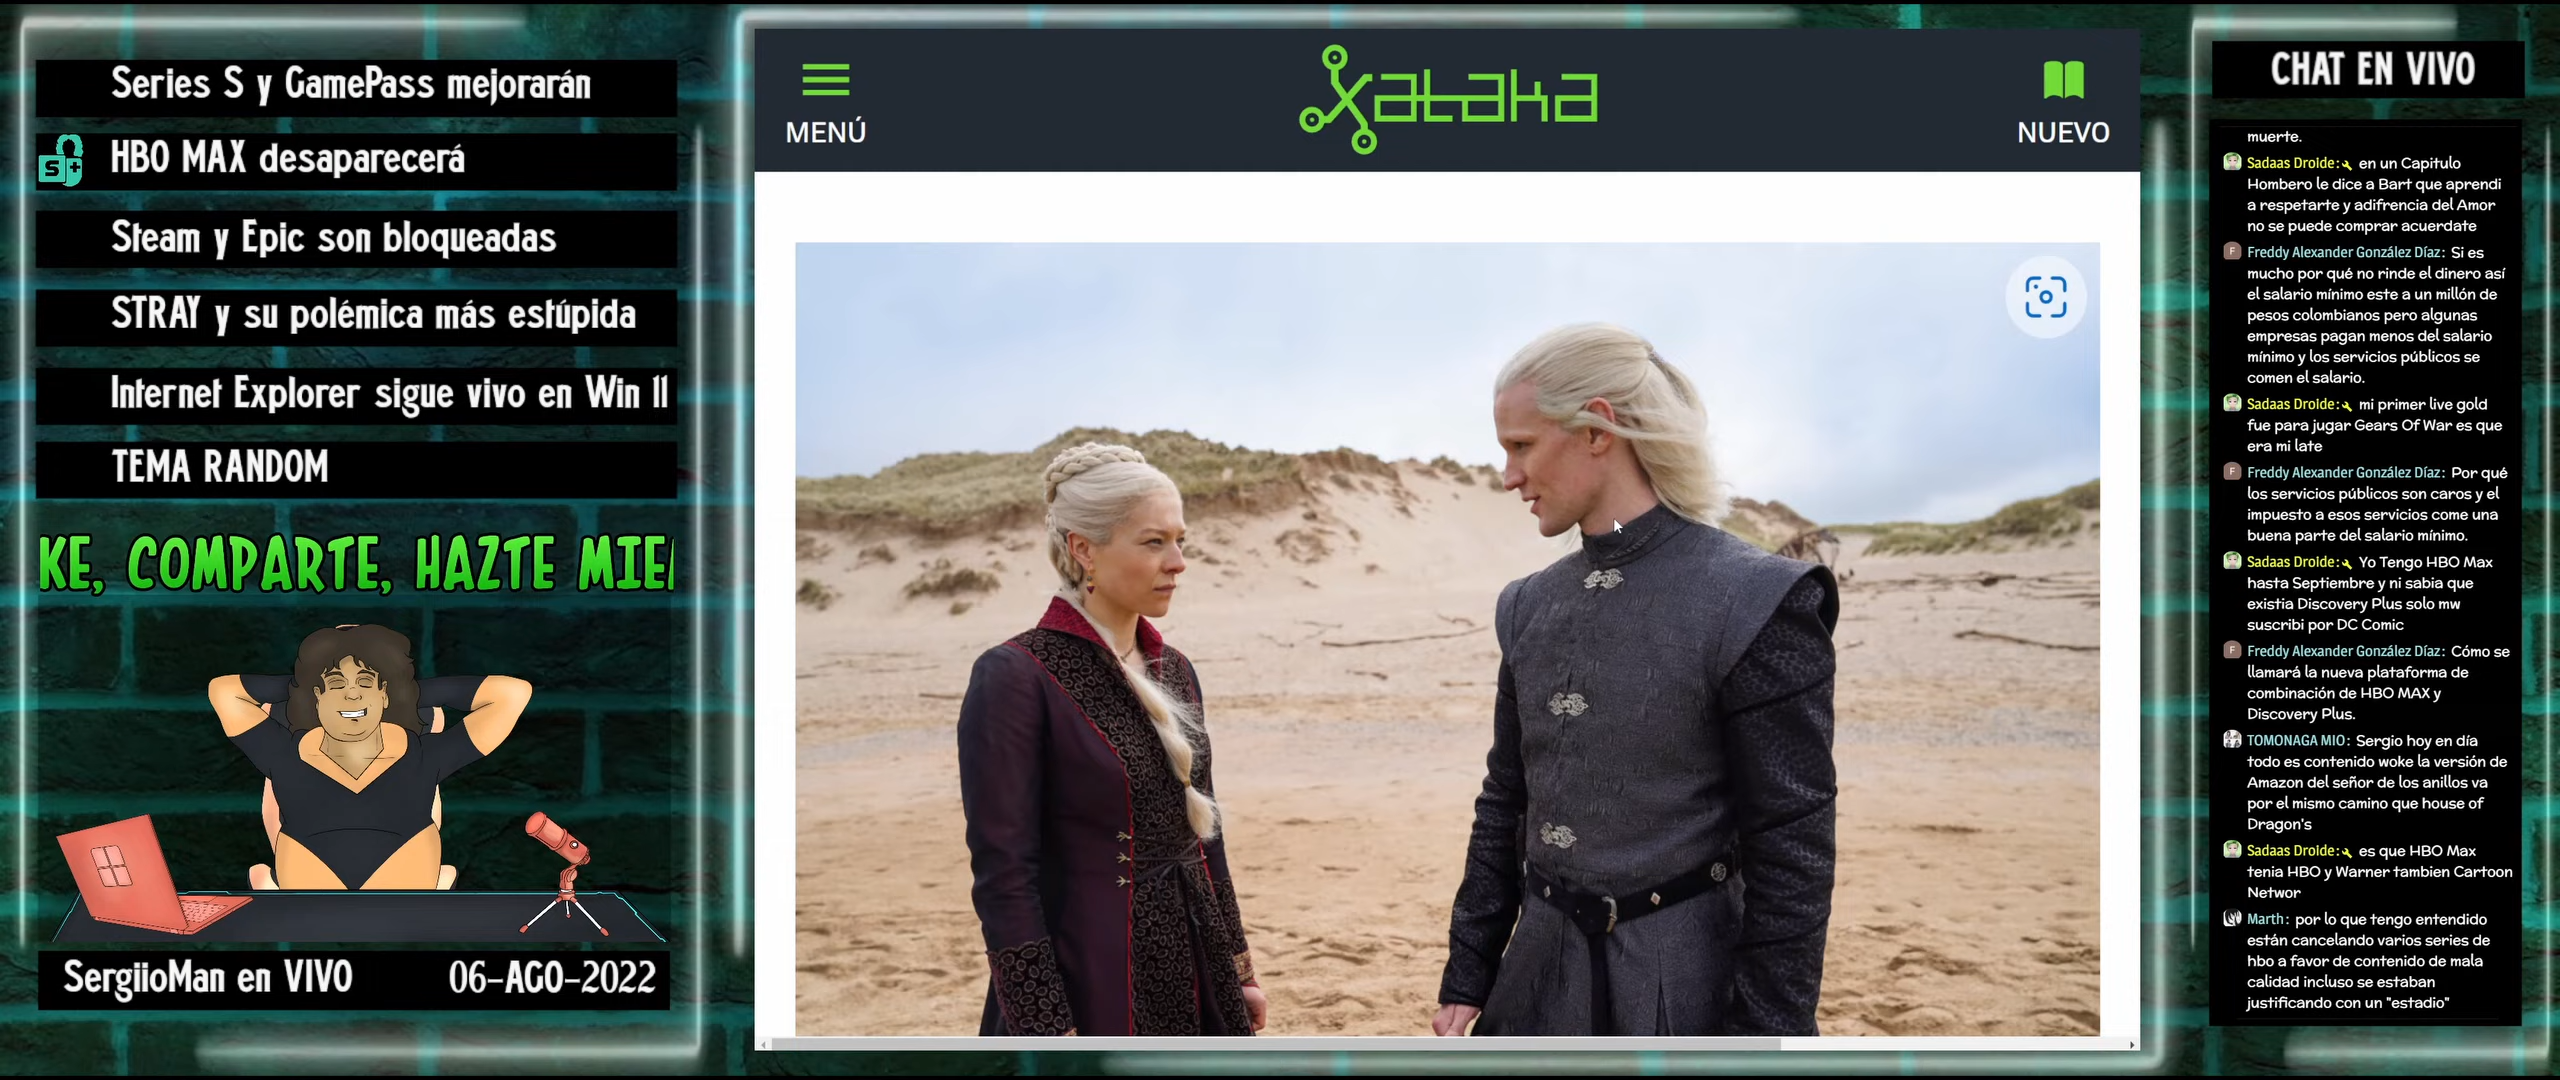 Series S y GamePass mejorarán
S+
HBO MAX desaparecerá
Steam y Epic son bloqueadas
STRAY y su polémica más estúpida
Internet Explorer sigue vivo en Win 11
TEMA RANDOM
KE, COMPARTE, HAZTE MIE
SergiioMan en VIVO
06-AGO-2022
MENÚ
xataka
NUEVO
CHAT EN VIVO
muerte.
Sadaas Droide: en un Capitulo
Hombero le dice a Bart que aprendi
a respetarte y adifrencia del Amor
no se puede comprar acuerdate
F Freddy Alexander González Díaz: Si es
mucho por qué no rinde el dinero así
el salario mínimo este a un millón de
pesos colombianos pero algunas
empresas pagan menos del salario
mínimo y los servicios públicos se
comen el salario.
Sadaas Droide: mi primer live gold
fue para jugar Gears Of War es que
era mi late
F Freddy Alexander González Díaz: Por qué
los servicios públicos son caros y el
impuesto a esos servicios come una
buena parte del salario mínimo.
Sadaas Droide: Yo Tengo HBO Max
hasta Septiembre y ni sabia que
existia Discovery Plus solo mw
suscribi por DC Comic
F Freddy Alexander González Díaz: Cómo se
llamará la nueva plataforma de
combinación de HBO MAX y
Discovery Plus.
TOMONAGA MIO: Sergio hoy en día
todo es contenido woke la versión de
Amazon del señor de los anillos va
por el mismo camino que house of
Dragon's
Sadaas Droide: es que HBO Max
tenia HBO y Warner tambien Cartoon
Networ
Marth: por lo que tengo entendido
están cancelando varios series de
hbo a favor de contenido de mala
calidad incluso se estaban
justificando con un "estadio"